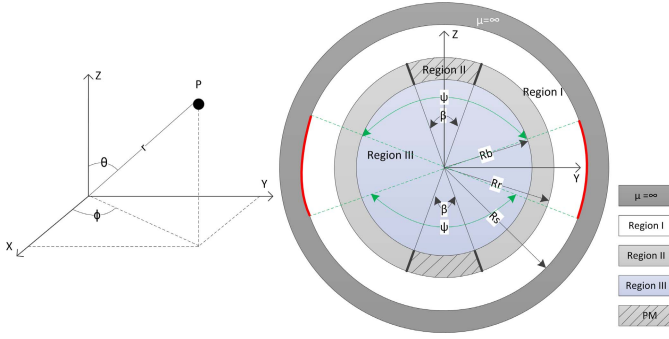 Z
P
r
θ
Y
ϕ
X
μ=∞
Z
Region II
Region I
ψ
β
Region III
Rb
Y
Rr
β
ψ
Rs
μ =∞
Region I
Region II
Region III
PM